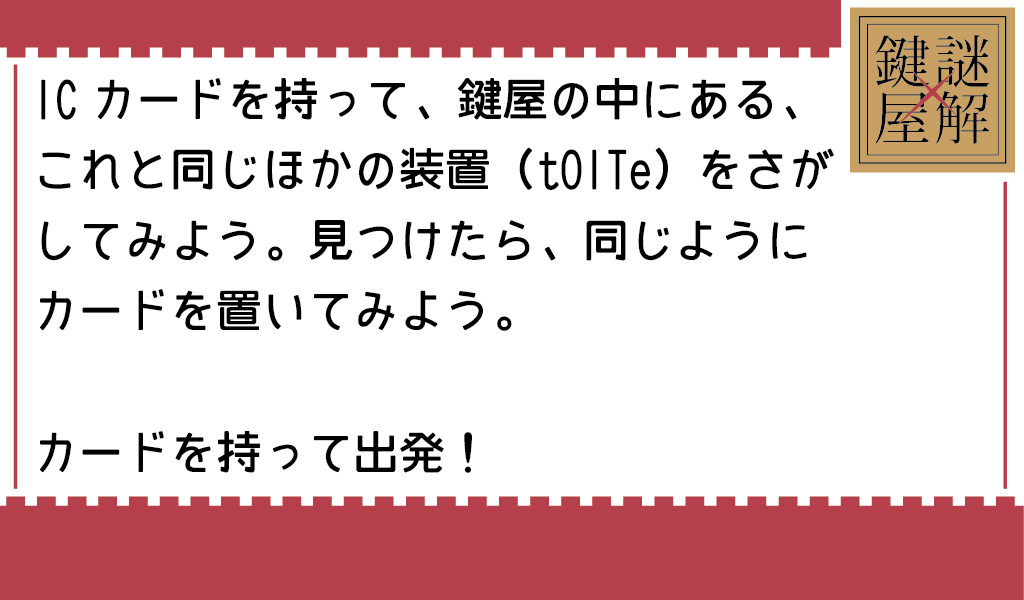 ICカードを持って、鍵屋の中にある、
これと同じほかの装置（tOITe）をさが
してみよう。見つけたら、同じように
カードを置いてみよう。
カードを持って出発！
謎解
×
鍵屋